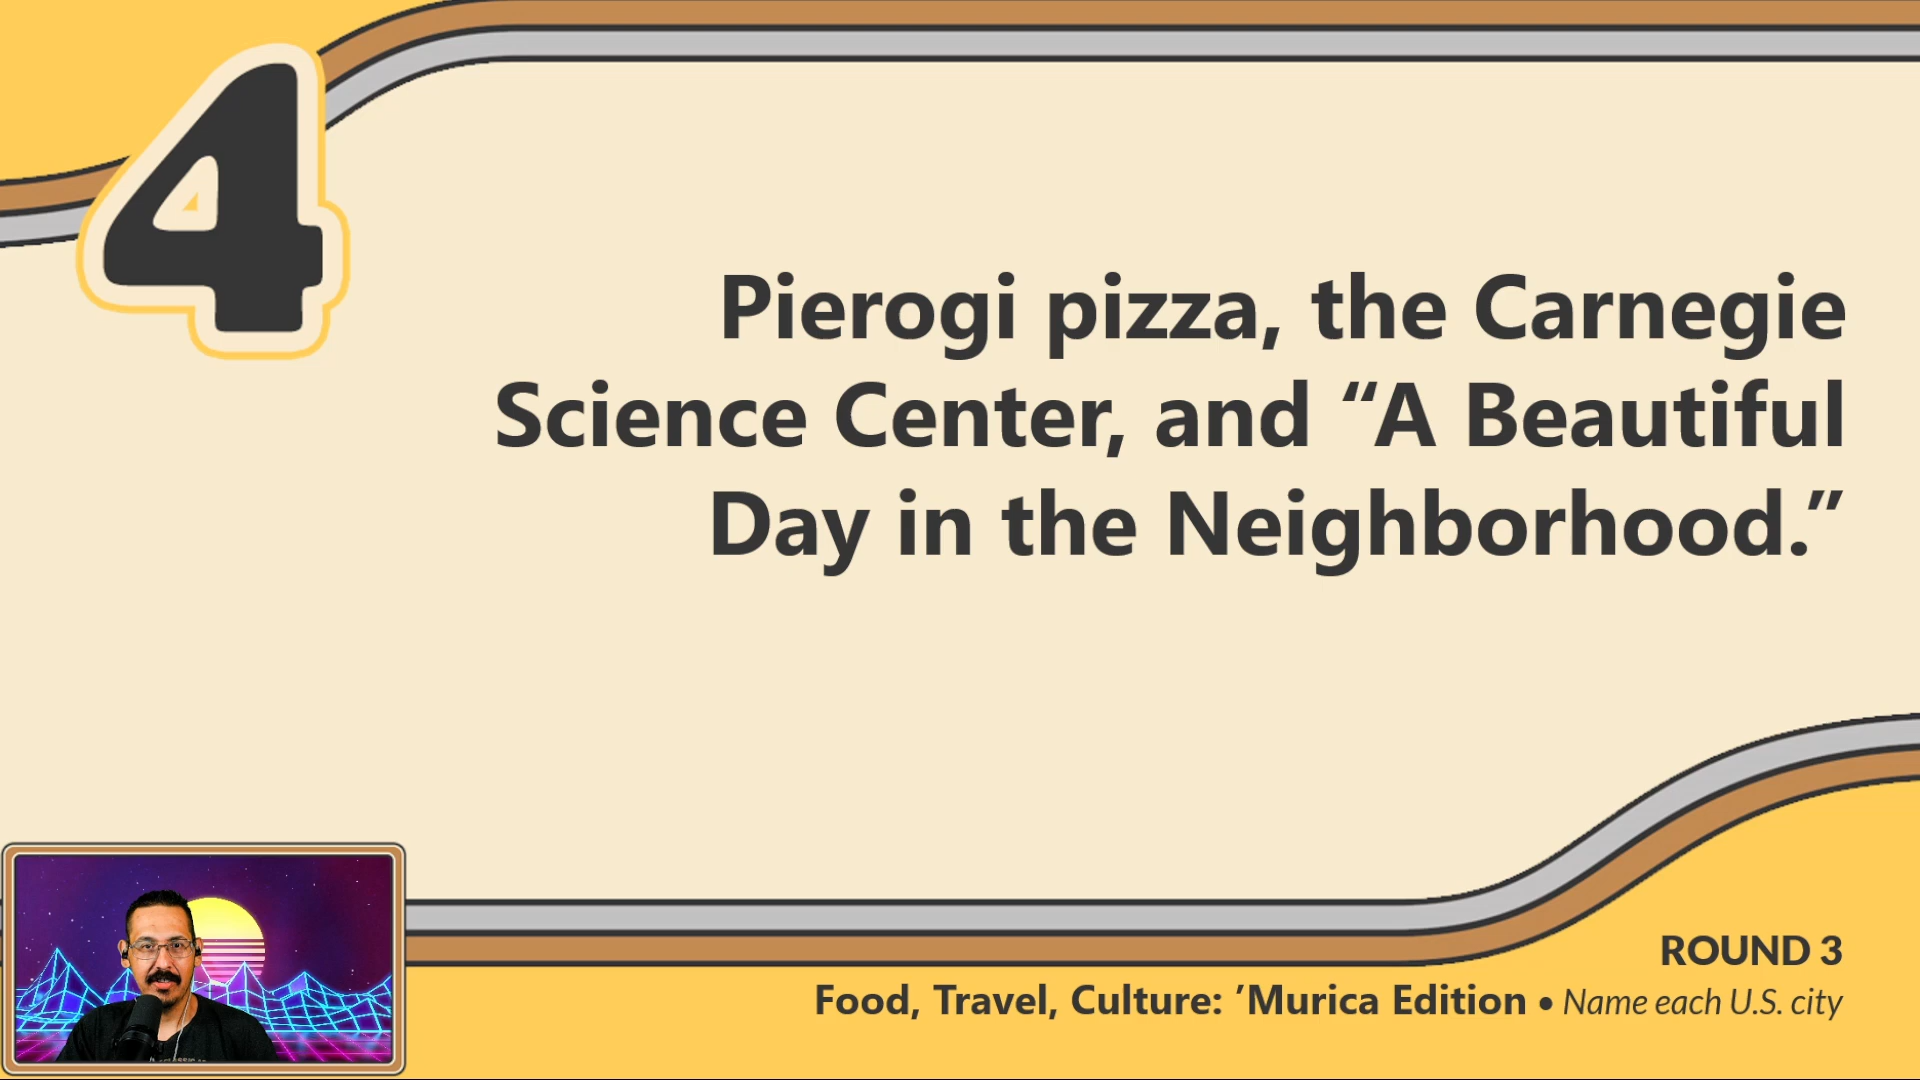 4
Pierogi pizza, the Carnegie
Science Center, and “A Beautiful
Day in the Neighborhood.”
ROUND 3
Food, Travel, Culture: ’Murica Edition • Name each U.S. city